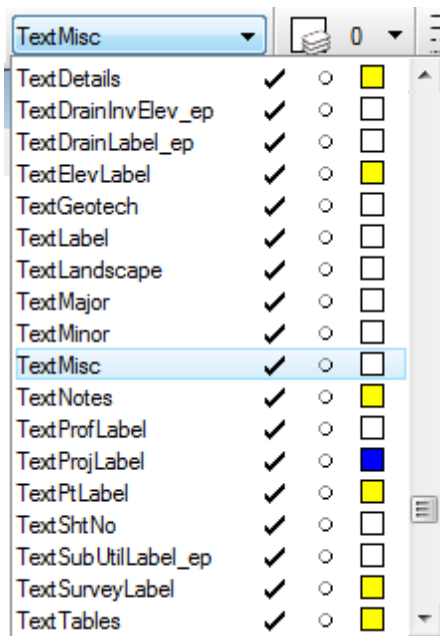 TextMisc 0
TextDetails
TextDrainInvElev_ep
TextDrainLabel_ep
TextElevLabel
TextGeotech
TextLabel
TextLandscape
TextMajor
TextMinor
TextMisc
TextNotes
TextProfLabel
TextProjLabel
TextPtLabel
TextShtNo
TextSubUtilLabel_ep
TextSurveyLabel
TextTables